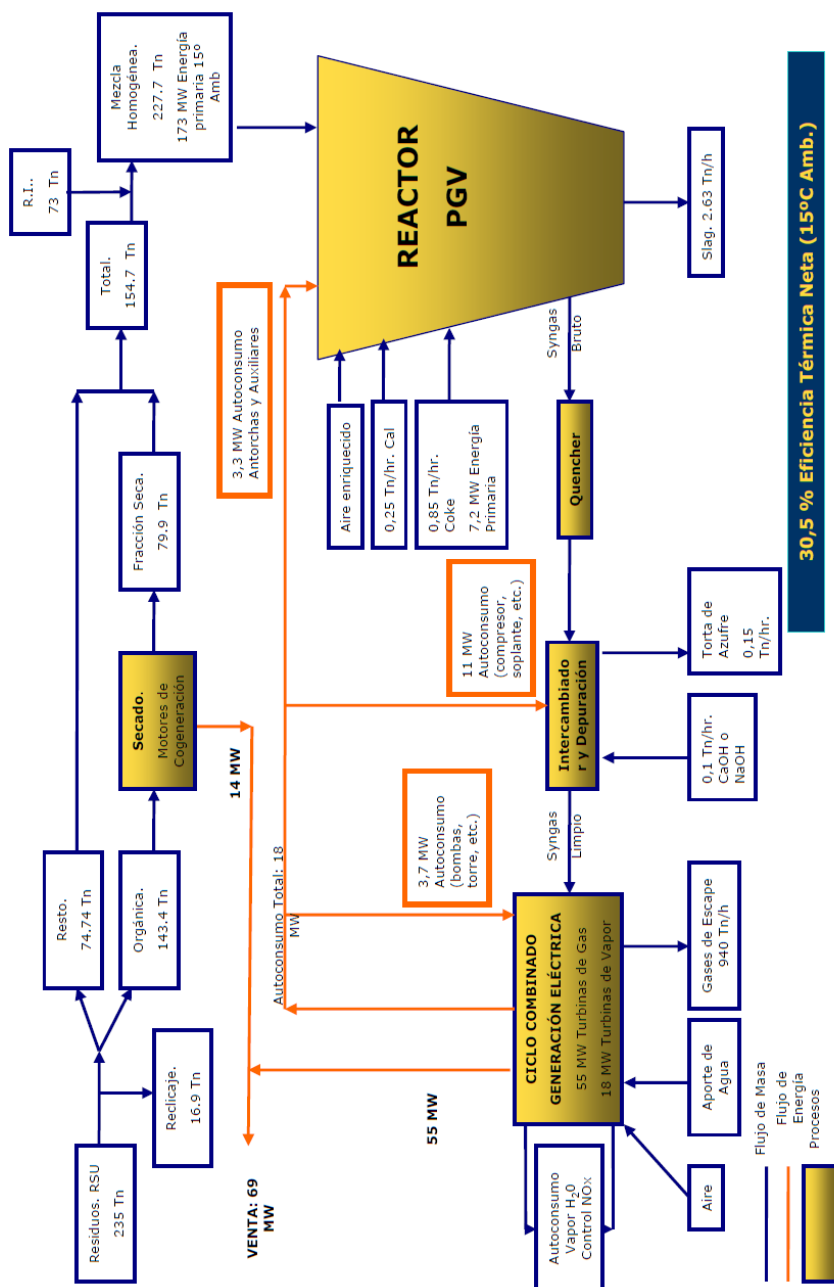 Residuos. RSU
235 Tn
Reclicaje.
16.9 Tn
Resto.
74.74 Tn
Orgánica.
143.4 Tn
Secado.
Motores de
Cogeneración
Fracción Seca.
79.9 Tn
Total.
154.7 Tn
R.I..
73 Tn
Mezcla
Homogénea.
227.7 Tn
173 MW Energía
primaria 15º
Amb
14 MW
VENTA: 69
MW
55 MW
Autoconsumo Total: 18
MW
3,3 MW Autoconsumo
Antorchas y Auxiliares
11 MW
Autoconsumo
(compresor,
soplante, etc.)
3,7 MW
Autoconsumo
(bombas,
torre, etc.)
Aire enriquecido
0,25 Tn/hr. Cal
0,85 Tn/hr.
Coke
7,2 MW Energía
Primaria
REACTOR
PGV
Autoconsumo
Vapor H20
Control NOx
CICLO COMBINADO
GENERACIÓN ELÉCTRICA
55 MW Turbinas de Gas
18 MW Turbinas de Vapor
Syngas
Limpio
Intercambiado
r y Depuración
Quencher
Syngas
Bruto
Aire
Aporte de
Agua
Gases de Escape
940 Tn/h
0,1 Tn/hr.
CaOH o
NaOH
Torta de
Azufre
0,15
Tn/hr.
Slag. 2.63 Tn/h
Flujo de Masa
Flujo de
Energía
Procesos
30,5 % Eficiencia Térmica Neta (15ºC Amb.)